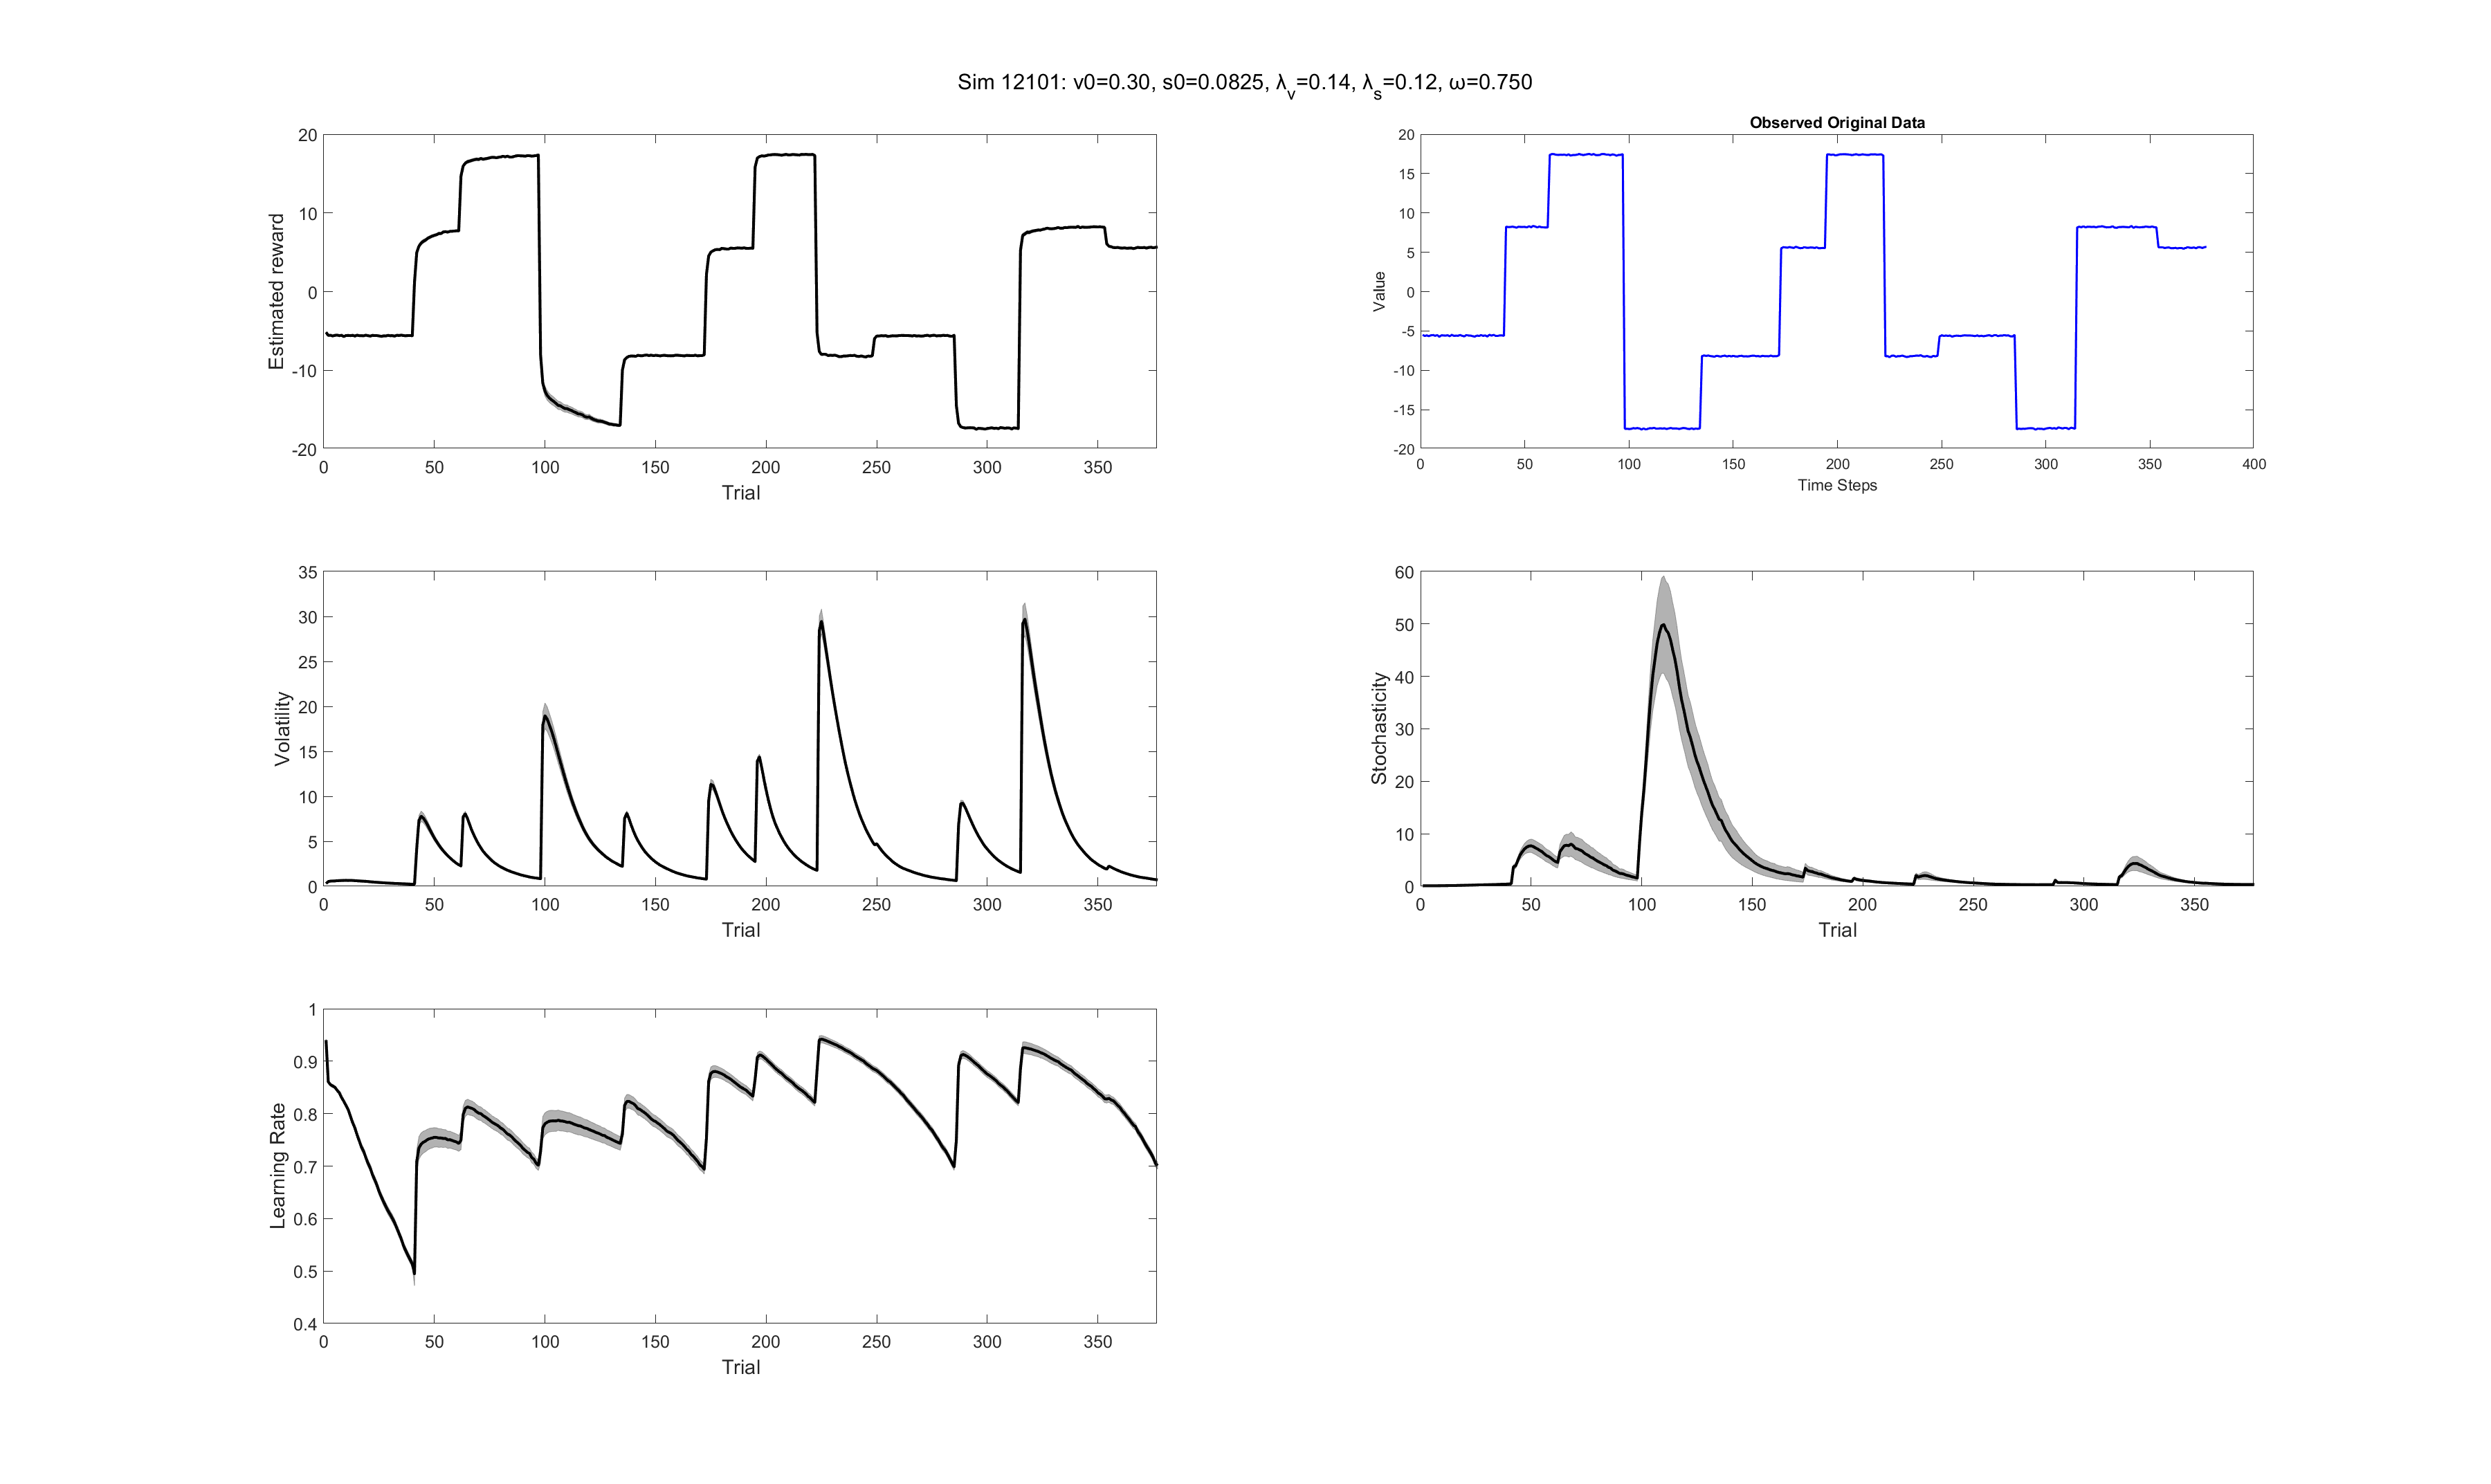 Sim 12101: v0=0.30, s0=0.0825, λv=0.14, λs=0.12, ω=0.750
Estimated reward
20
10
0
-10
-20
0 50 100 150 200 250 300 350
Trial
Observed Original Data
Value
20
15
10
5
0
-5
-10
-15
-20
0 50 100 150 200 250 300 350 400
Time Steps
Volatility
35
30
25
20
15
10
5
0
0 50 100 150 200 250 300 350
Trial
Stochasticity
60
50
40
30
20
10
0
0 50 100 150 200 250 300 350
Trial
Learning Rate
1
0.9
0.8
0.7
0.6
0.5
0.4
0 50 100 150 200 250 300 350
Trial